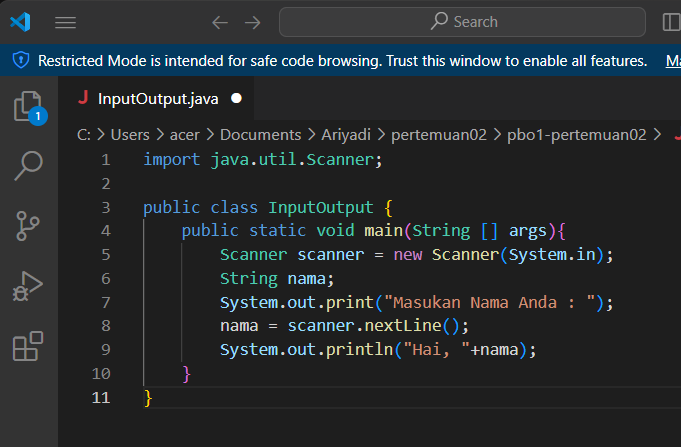 Search
Restricted Mode is intended for safe code browsing. Trust this window to enable all features.
J InputOutput.java
C: > Users > acer > Documents > Ariyadi > pertemuan02 > pbo1-pertemuan02 >
1 import java.util.Scanner;
2
3 public class InputOutput {
4     public static void main(String [] args){
5         Scanner scanner = new Scanner(System.in);
6         String nama;
7         System.out.print("Masukan Nama Anda : ");
8         nama = scanner.nextLine();
9         System.out.println("Hai, "+nama);
10     }
11 }
1